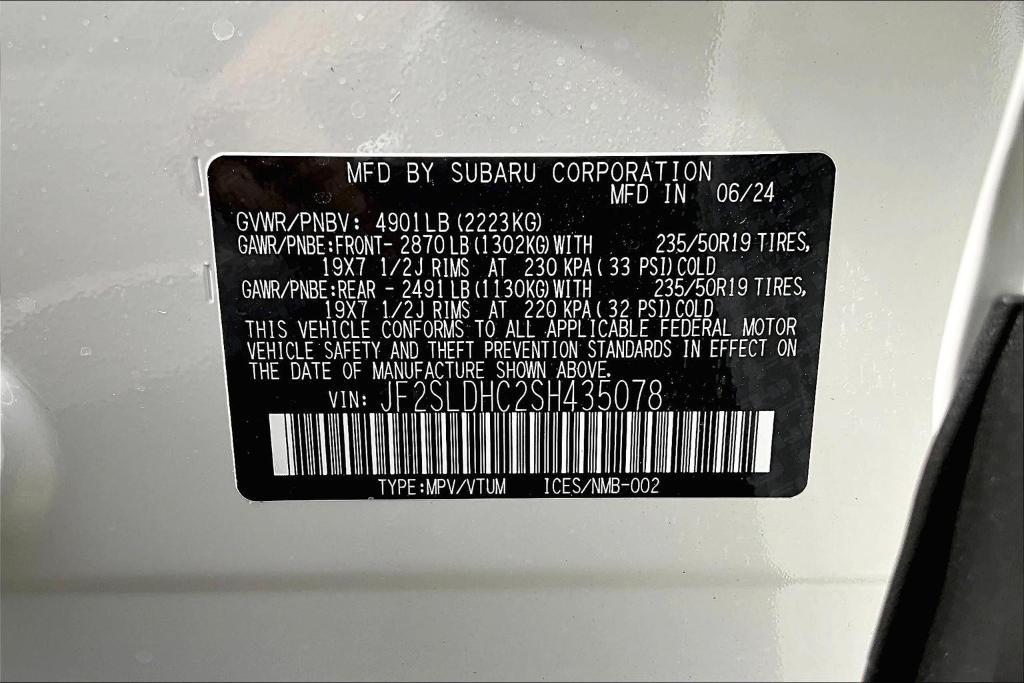 MFD BY SUBARU CORPORATION
MFD IN 06/24
GVWR/PNBV: 4901LB (2223KG)
GAWR/PNBE:FRONT- 2870 LB (1302KG) WITH 235/50R19 TIRES,
19X7 1/2J RIMS AT 230 KPA ( 33 PSI) COLD
GAWR/PNBE:REAR - 2491 LB (1130KG) WITH 235/50R19 TIRES,
19X7 1/2J RIMS AT 220 KPA ( 32 PSI) COLD
THIS VEHICLE CONFORMS TO ALL APPLICABLE FEDERAL MOTOR
VEHICLE SAFETY AND THEFT PREVENTION STANDARDS IN EFFECT ON
THE DATE OF MANUFACTURE SHOWN ABOVE.
VIN: JF2SLDHC2SH435078
TYPE:MPV/VTUM ICES/NMB-002